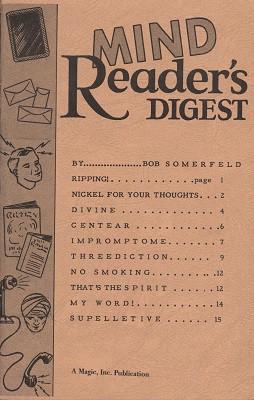 MIND
Reader's
DIGEST
BY.....................BOB SOMERFELD
RIPPING! . . . . . . . . . . . . page 1
NICKEL FOR YOUR THOUGHTS. . . 2
DIVINE . . . . . . . . . . . . . 4
CENTEAR . . . . . . . . . . . . .6
IMPROMPTOME. . . . . . . . . 7
THREEDICTION. . . . . . . 9
NO SMOKING. . . . . . . . . .12
THAT'S THE SPIRIT . . . . . . 12
MY WORD! . . . . . . . . . . . 14
SUPELLETIVE . . . . . . 15
A Magic, Inc. Publication